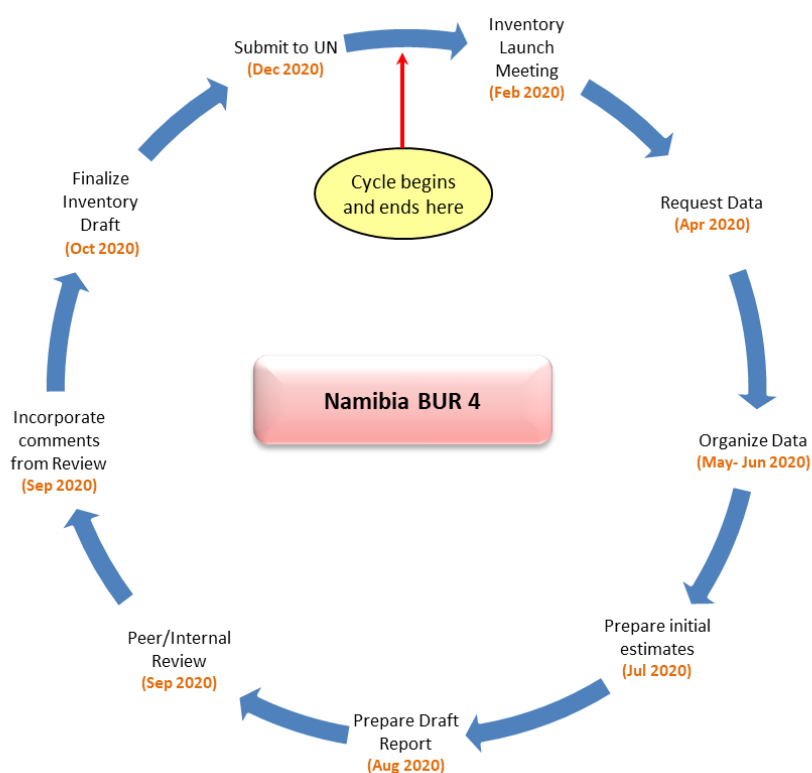 Inventory
Launch
Meeting
(Feb 2020)
Request Data
(Apr 2020)
Organize Data
(May- Jun 2020)
Prepare initial
estimates
(Jul 2020)
Prepare Draft
Report
(Aug 2020)
Peer/Internal
Review
(Sep 2020)
Incorporate
comments
from Review
(Sep 2020)
Finalize
Inventory
Draft
(Oct 2020)
Submit to UN
(Dec 2020)
Cycle begins
and ends here
Namibia BUR 4